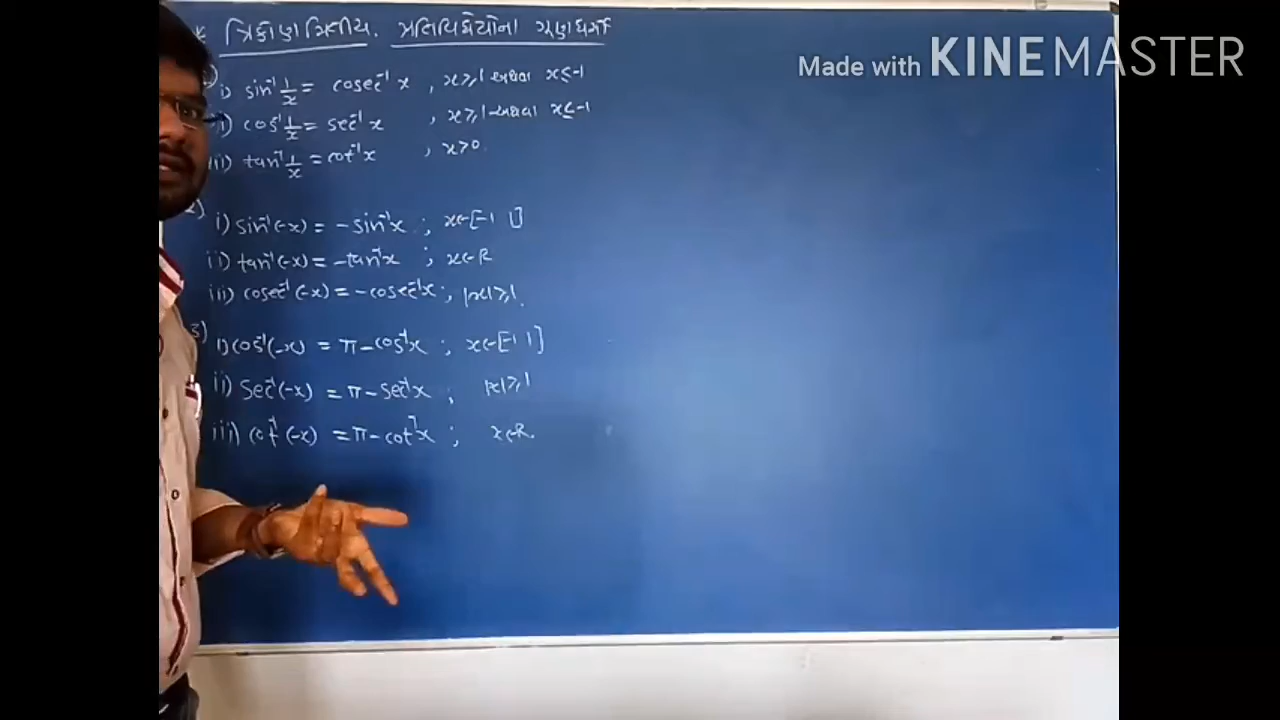 * ત્રિકોણમિતીય પ્રતિવિધેયોના ગુણધર્મો
Made with KINEMASTER
i) sin⁻¹ 1/x = cosec⁻¹ x , x ≥ 1 અથવા x ≤ -1
ii) cos⁻¹ 1/x = sec⁻¹ x , x ≥ 1 અથવા x ≤ -1
iii) tan⁻¹ 1/x = cot⁻¹ x , x > 0
2)
i) sin⁻¹(-x) = -sin⁻¹x ; x ∈ [-1 1]
ii) tan⁻¹(-x) = -tan⁻¹x ; x ∈ R
iii) cosec⁻¹(-x) = -cosec⁻¹x ; |x| ≥ 1.
3)
i) cos⁻¹(-x) = π - cos⁻¹x ; x ∈ [-1 1]
ii) sec⁻¹(-x) = π - sec⁻¹x ; |x| ≥ 1
iii) cot⁻¹(-x) = π - cot⁻¹x ; x ∈ R.